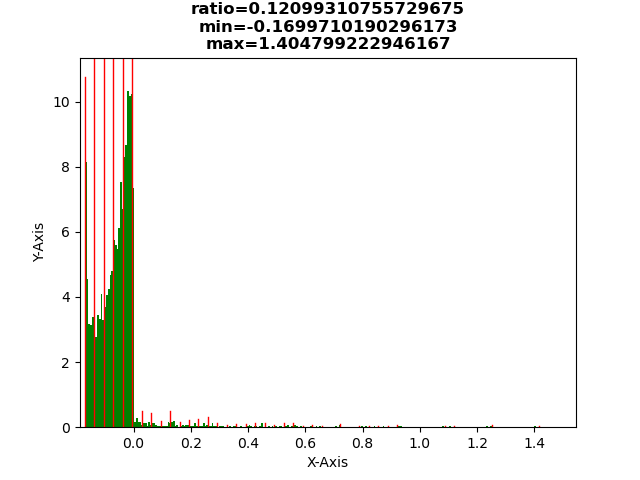 ratio=0.12099310755729675
min=-0.1699710190296173
max=1.404799222946167
10
8
6
4
2
0
Y-Axis
0.0 0.2 0.4 0.6 0.8 1.0 1.2 1.4
X-Axis